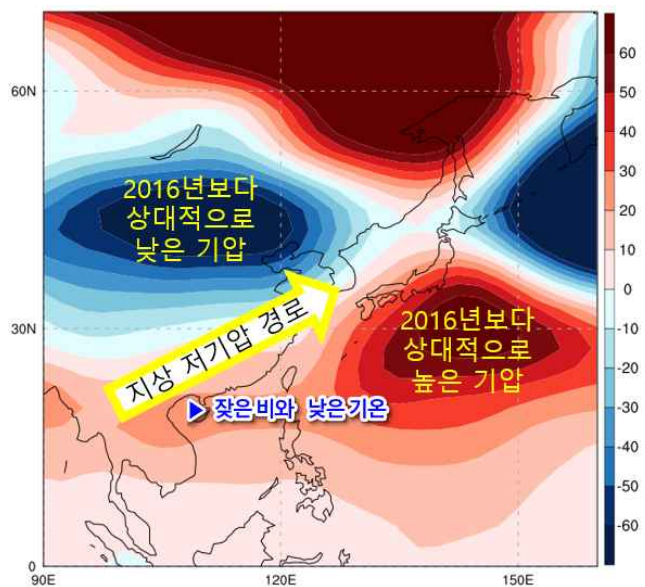 60N
30N
0
90E
120E
150E
60
50
40
30
20
10
0
-10
-20
-30
-40
-50
-60
2016년보다
상대적으로
낮은 기압
지상 저기압 경로
2016년보다
상대적으로
높은 기압
▶ 잦은 비와 낮은 기온